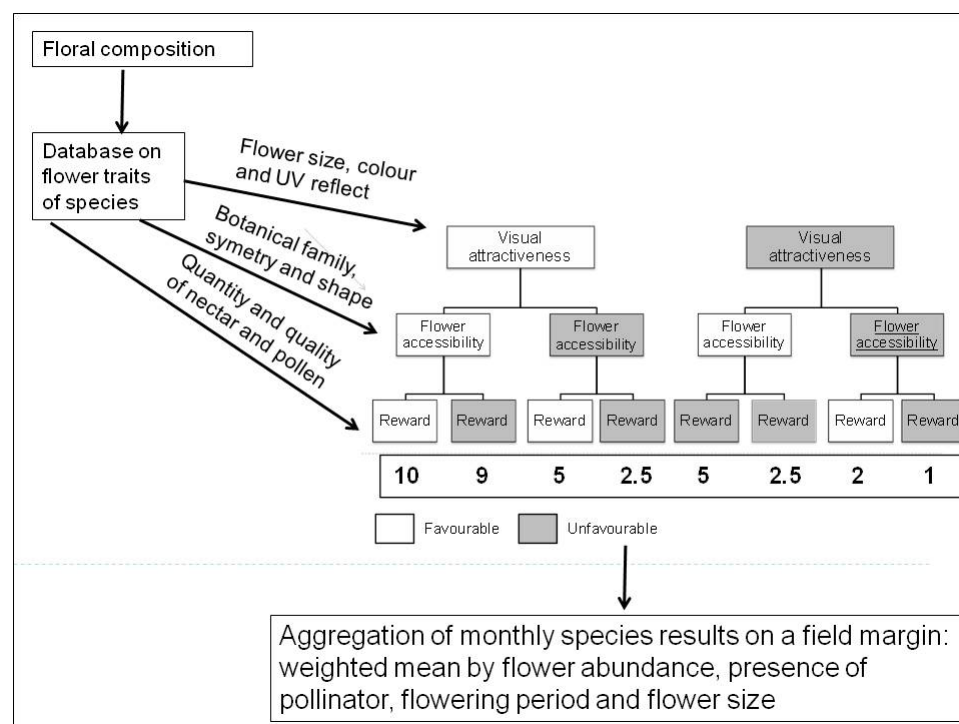 Floral composition
Database on
flower traits
of species
Flower size, colour
and UV reflect
Botanical family,
symetry and shape
Quantity and quality
of nectar and pollen
Visual
attractiveness
Visual
attractiveness
Flower
accessibility
Flower
accessibility
Flower
accessibility
Flower
accessibility
Reward Reward Reward Reward Reward Reward Reward Reward
10 9 5 2.5 5 2.5 2 1
Favourable Unfavourable
Aggregation of monthly species results on a field margin:
weighted mean by flower abundance, presence of
pollinator, flowering period and flower size